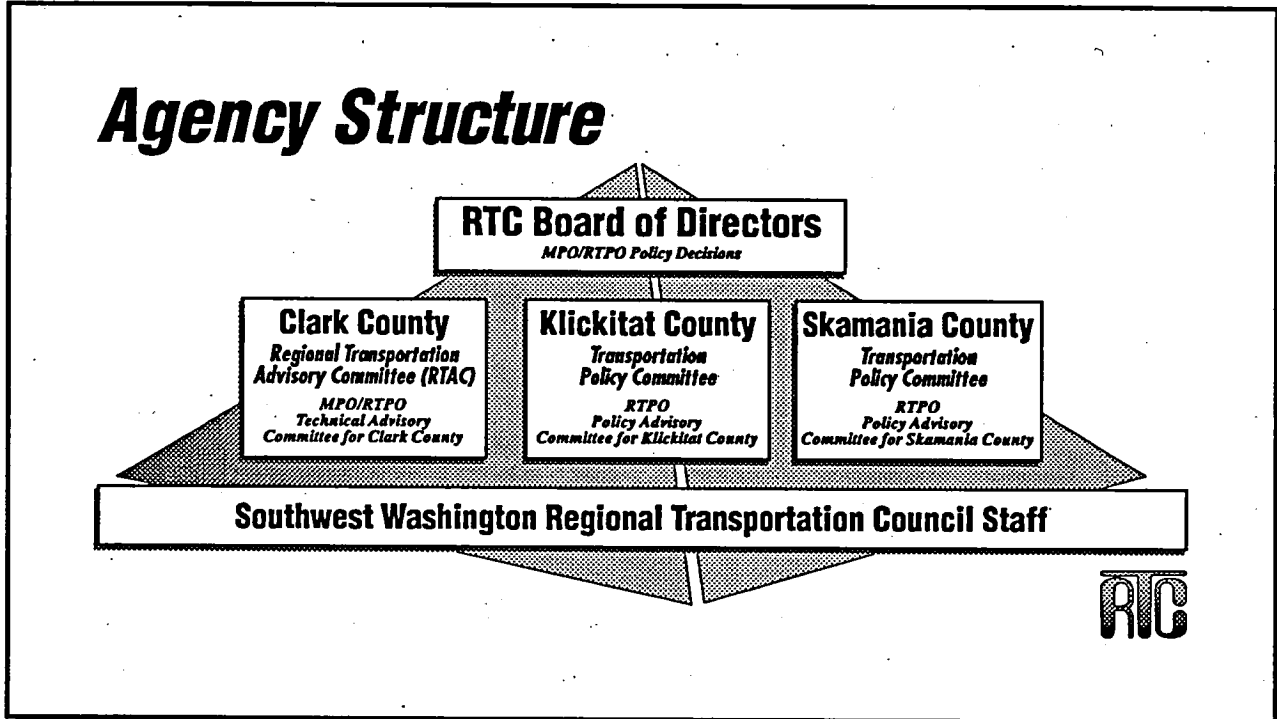 Agency Structure
RTC Board of Directors
MPO/RTPO Policy Decisions
Clark County
Regional Transportation
Advisory Committee (RTAC)
MPO/RTPO
Technical Advisory
Committee for Clark County
Klickitat County
Transportation
Policy Committee
RTPO
Policy Advisory
Committee for Klickitat County
Skamania County
Transportation
Policy Committee
RTPO
Policy Advisory
Committee for Skamania County
Southwest Washington Regional Transportation Council Staff
RTC